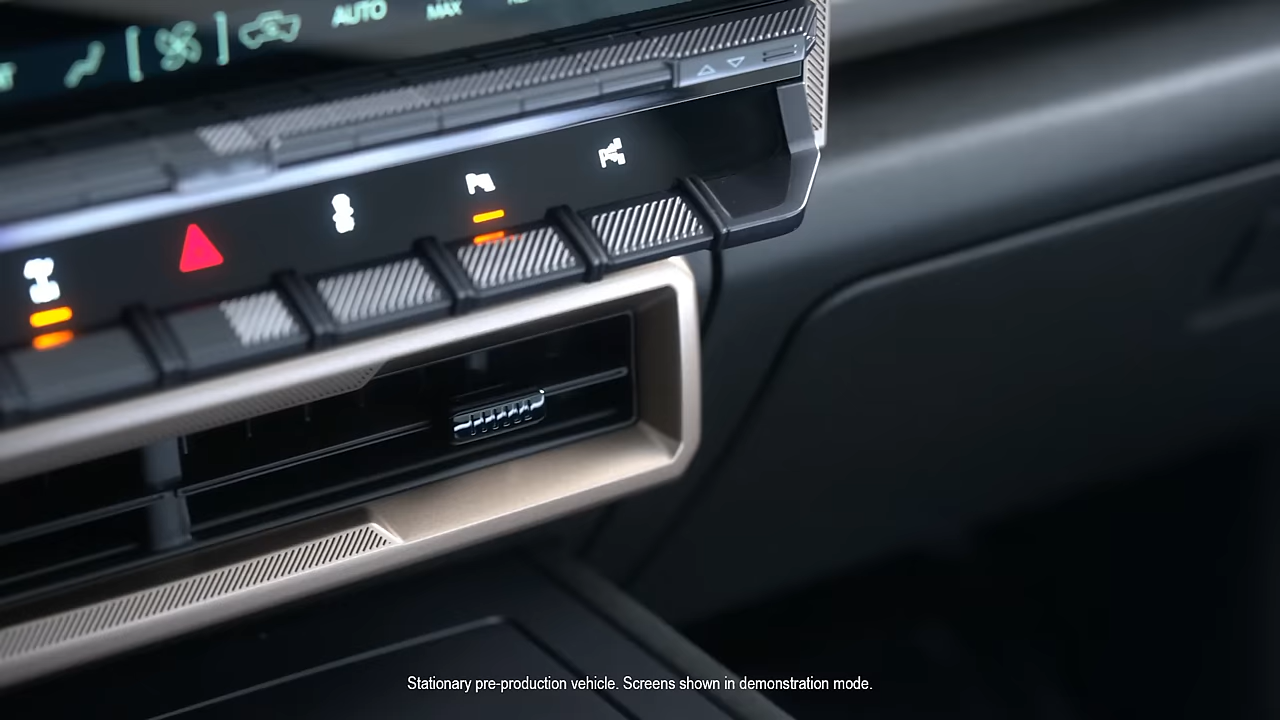 AUTO
MAX
Stationary pre-production vehicle. Screens shown in demonstration mode.